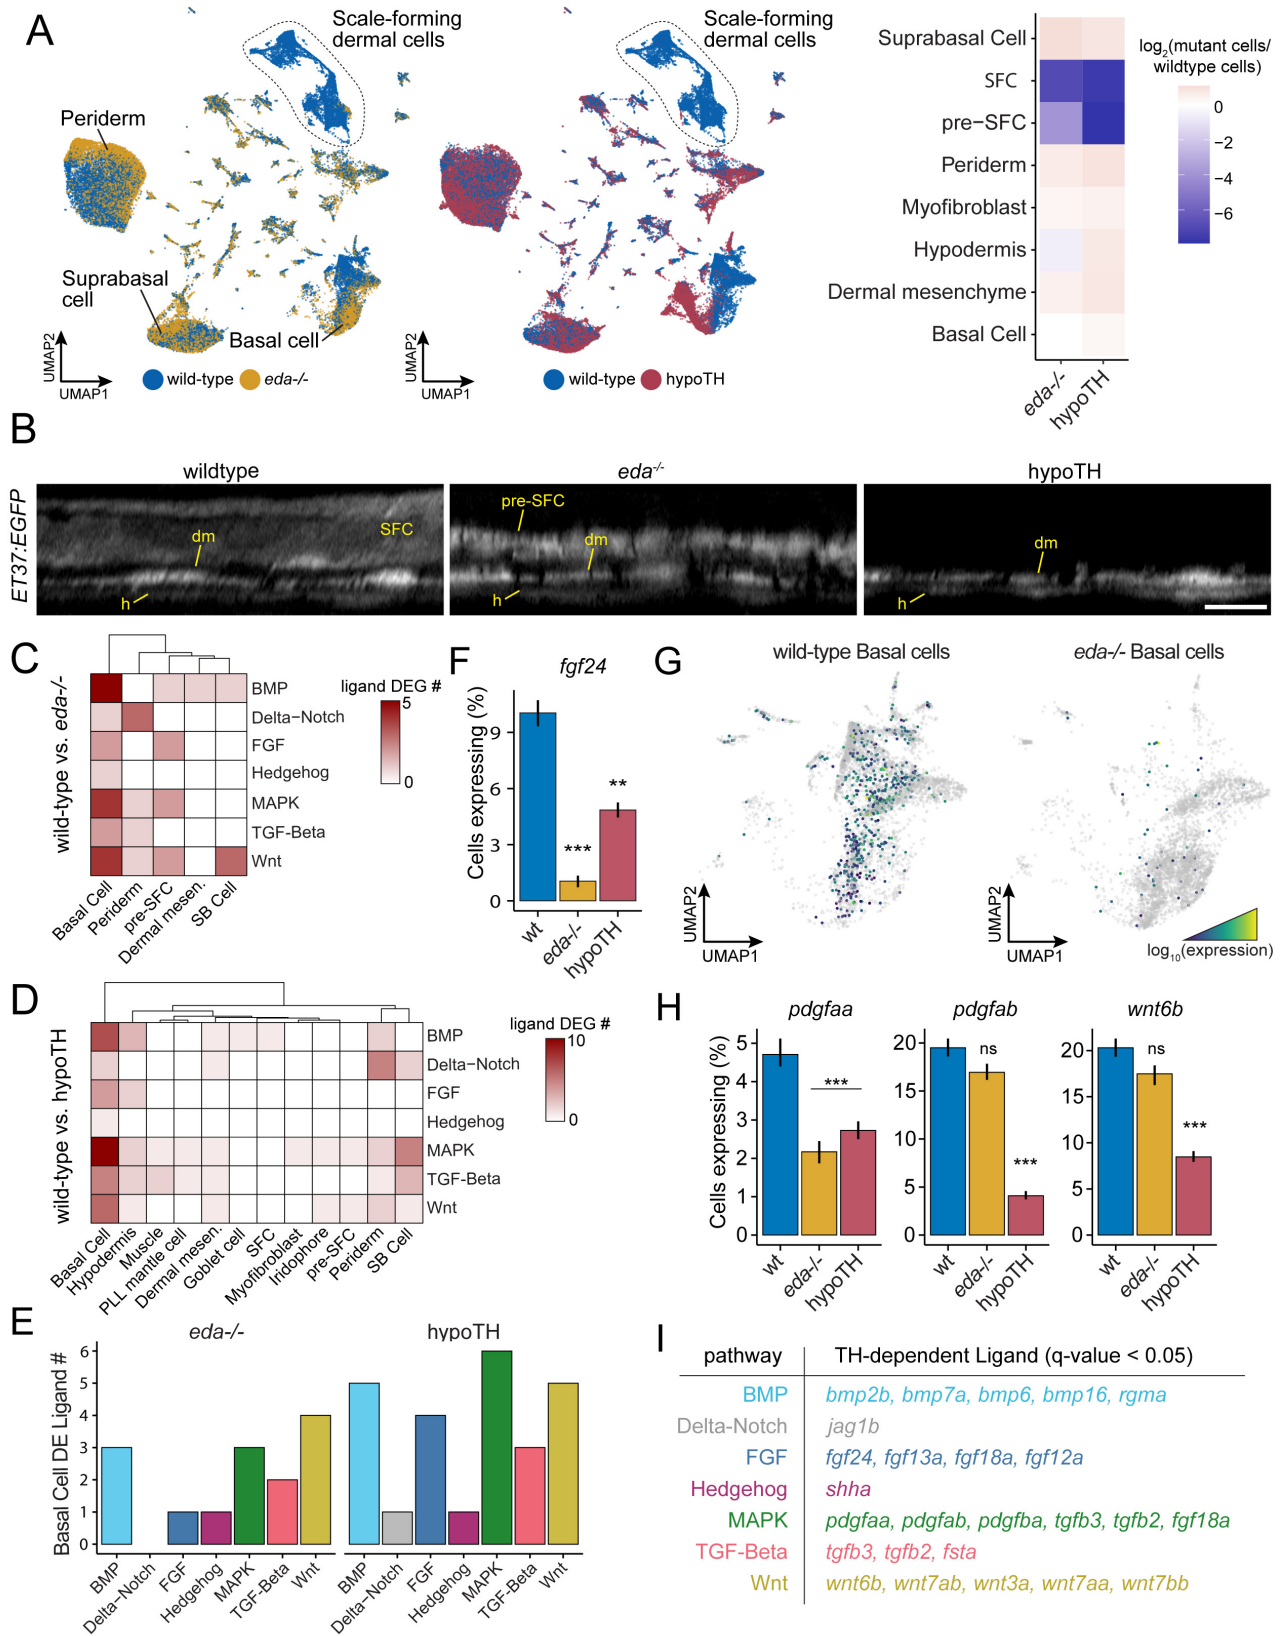 A
Scale-forming
dermal cells
Periderm
Suprabasal
cell
Basal cell
UMAP2
UMAP1
wild-type
eda-/-
Scale-forming
dermal cells
UMAP2
UMAP1
wild-type
hypoTH
Suprabasal Cell
SFC
pre−SFC
Periderm
Myofibroblast
Hypodermis
Dermal mesenchyme
Basal Cell
eda-/-
hypoTH
log2(mutant cells/
wildtype cells)
0
−2
−4
−6
B
wildtype
eda-/-
hypoTH
ET37:EGFP
dm
SFC
h
pre-SFC
dm
h
dm
h
C
wild-type vs. eda-/-
BMP
Delta−Notch
FGF
Hedgehog
MAPK
TGF−Beta
Wnt
Basal Cell
Periderm
pre−SFC
Dermal mesen.
SB Cell
ligand DEG #
5
0
F
fgf24
Cells expressing (%)
9
6
3
0
***
**
wt
eda-/-
hypoTH
G
wild-type Basal cells
eda-/- Basal cells
UMAP2
UMAP1
UMAP2
UMAP1
log10(expression)
D
wild-type vs. hypoTH
BMP
Delta−Notch
FGF
Hedgehog
MAPK
TGF−Beta
Wnt
Basal Cell
Hypodermis
Muscle
PLL mantle cell
Dermal mesen.
Goblet cell
SFC
Myofibroblast
Iridophore
pre−SFC
Periderm
SB Cell
ligand DEG #
10
0
H
pdgfaa
Cells expressing (%)
5
4
3
2
1
0
***
wt
eda-/-
hypoTH
pdgfab
20
15
10
5
0
ns
***
wt
eda-/-
hypoTH
wnt6b
20
15
10
5
0
ns
***
wt
eda-/-
hypoTH
E
eda-/-
hypoTH
Basal Cell DE Ligand #
6
5
4
3
2
1
0
BMP
Delta−Notch
FGF
Hedgehog
MAPK
TGF−Beta
Wnt
BMP
Delta−Notch
FGF
Hedgehog
MAPK
TGF−Beta
Wnt
I
pathway TH-dependent Ligand (q-value < 0.05)
BMP bmp2b, bmp7a, bmp6, bmp16, rgma
Delta-Notch jag1b
FGF fgf24, fgf13a, fgf18a, fgf12a
Hedgehog shha
MAPK pdgfaa, pdgfab, pdgfba, tgfb3, tgfb2, fgf18a
TGF-Beta tgfb3, tgfb2, fsta
Wnt wnt6b, wnt7ab, wnt3a, wnt7aa, wnt7bb